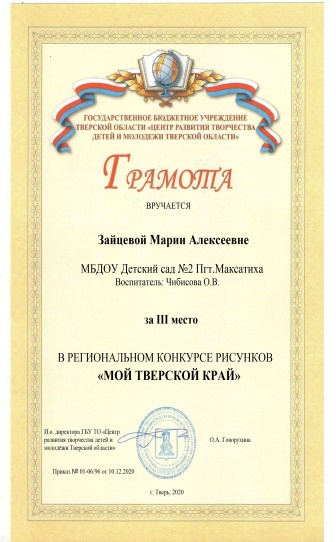 ГОСУДАРСТВЕННОЕ БЮДЖЕТНОЕ УЧРЕЖДЕНИЕ
ТВЕРСКОЙ ОБЛАСТИ «ЦЕНТР РАЗВИТИЯ ТВОРЧЕСТВА
ДЕТЕЙ И МОЛОДЕЖИ ТВЕРСКОЙ ОБЛАСТИ»
ГРАМОТА
ВРУЧАЕТСЯ
Зайцевой Марии Алексеевне
МБДОУ Детский сад №2 Пгт.Максатиха
Воспитатель: Чибисова О.В.
за III место
В РЕГИОНАЛЬНОМ КОНКУРСЕ РИСУНКОВ
«МОЙ ТВЕРСКОЙ КРАЙ»
И.о. директора ГБУ ТО «Центр
развития творчества детей и
молодёжи Тверской области»
О.А. Говорухина
Приказ № 01-06/96 от 10.12.2020
г. Тверь, 2020